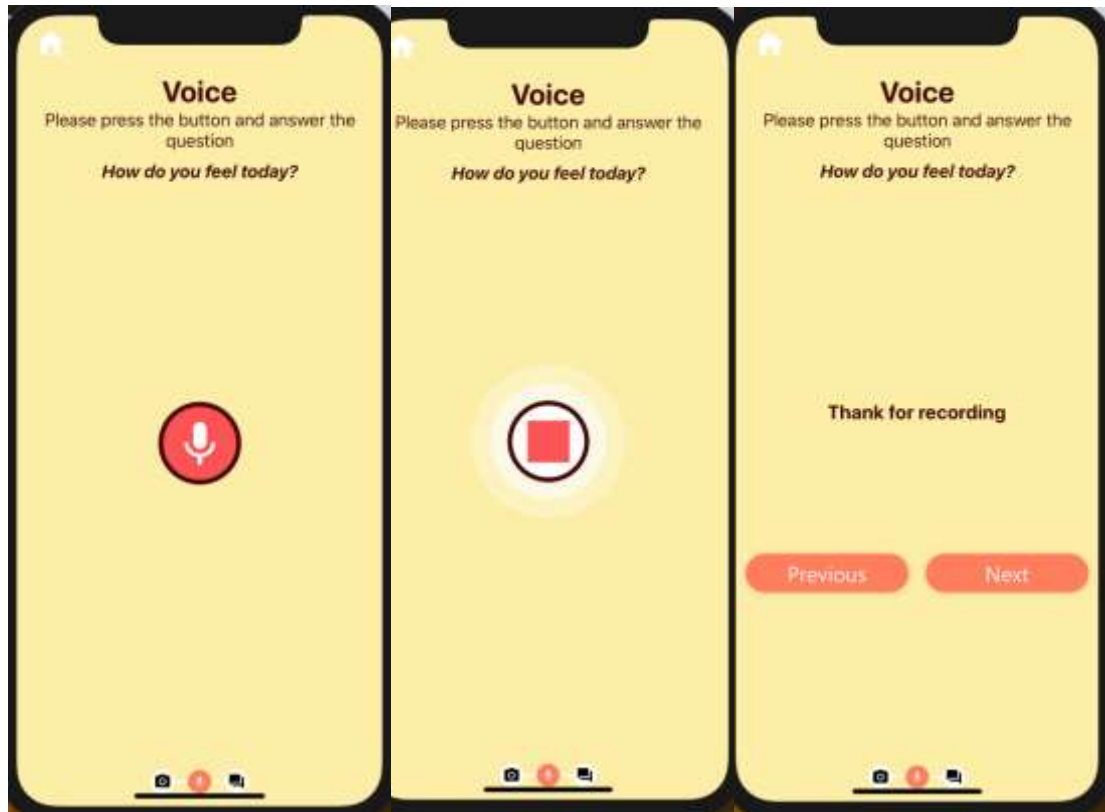 Voice
Please press the button and answer the
question
How do you feel today?
Voice
Please press the button and answer the
question
How do you feel today?
Voice
Please press the button and answer the
question
How do you feel today?
Thank for recording
Previous
Next